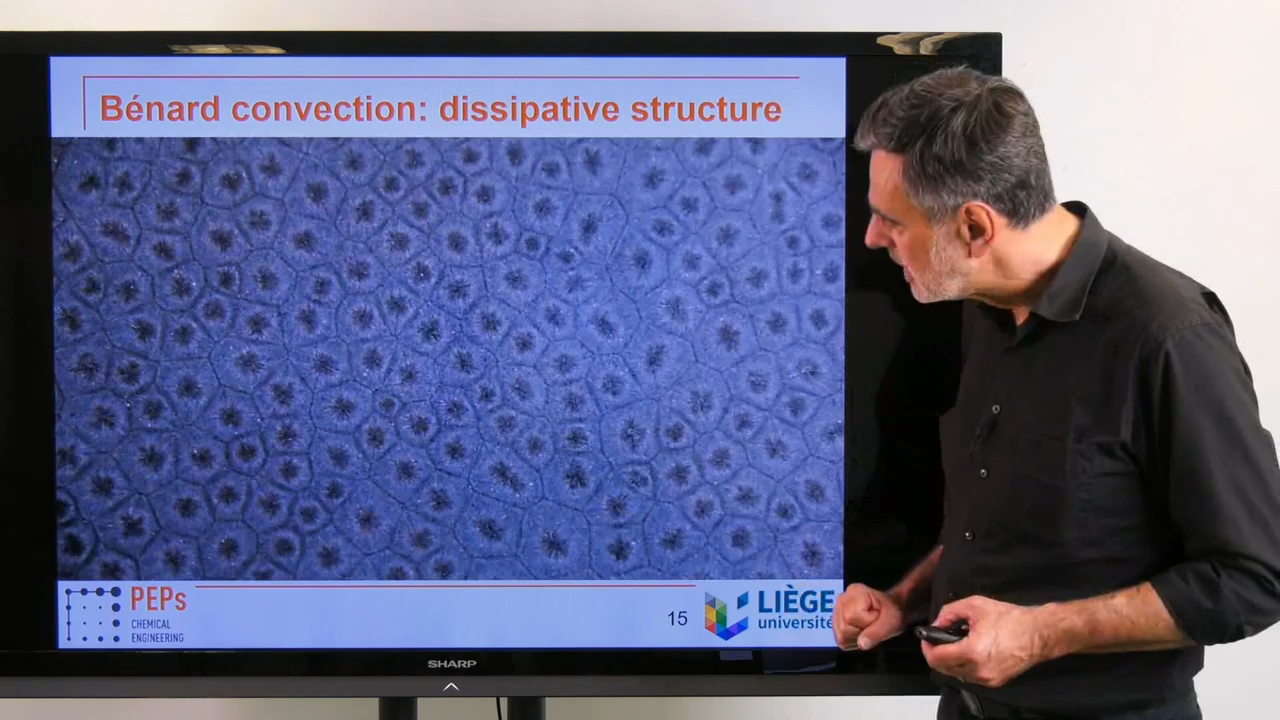 Bénard convection: dissipative structure
PEPs
CHEMICAL
ENGINEERING
15
LIÈGE
université
SHARP